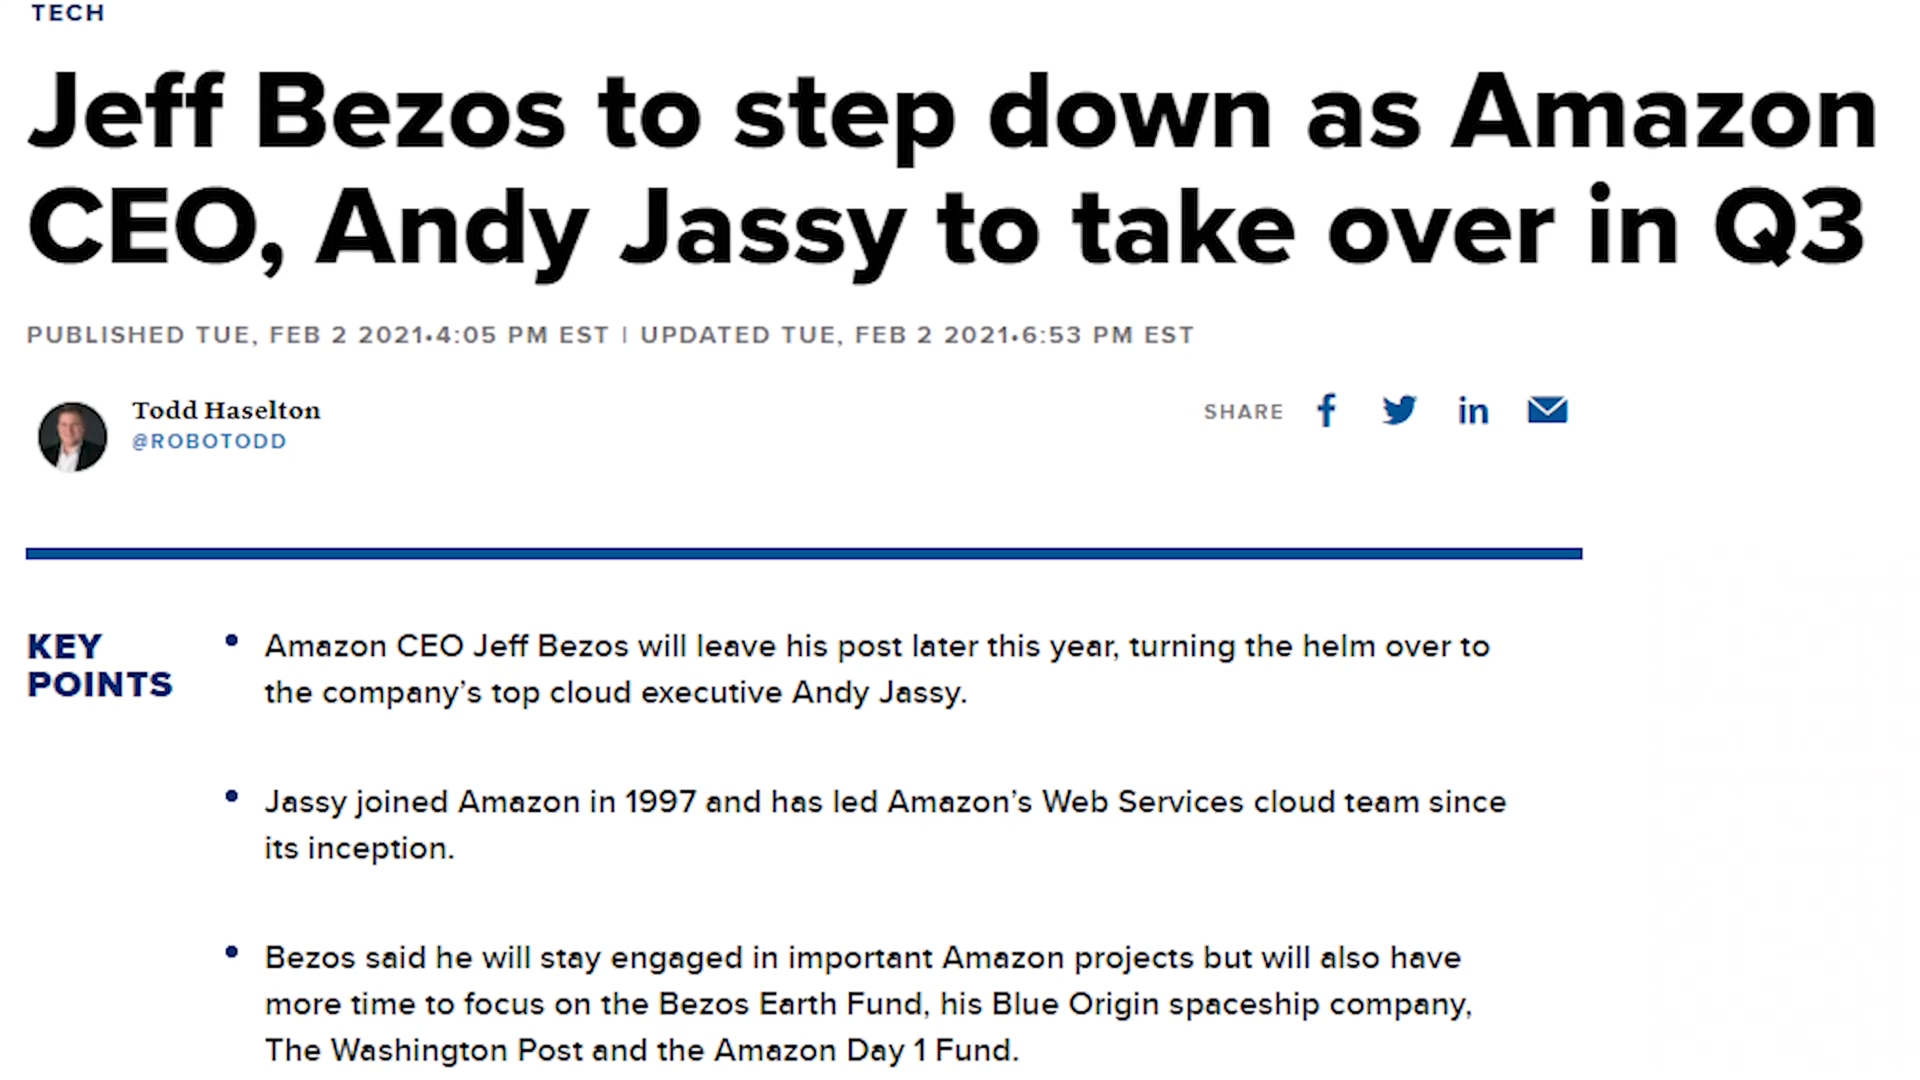 TECH
Jeff Bezos to step down as Amazon
CEO, Andy Jassy to take over in Q3
PUBLISHED TUE, FEB 2 2021•4:05 PM EST | UPDATED TUE, FEB 2 2021•6:53 PM EST
Todd Haselton
@ROBOTODD
SHARE
KEY
POINTS
• Amazon CEO Jeff Bezos will leave his post later this year, turning the helm over to
the company’s top cloud executive Andy Jassy.
• Jassy joined Amazon in 1997 and has led Amazon’s Web Services cloud team since
its inception.
• Bezos said he will stay engaged in important Amazon projects but will also have
more time to focus on the Bezos Earth Fund, his Blue Origin spaceship company,
The Washington Post and the Amazon Day 1 Fund.